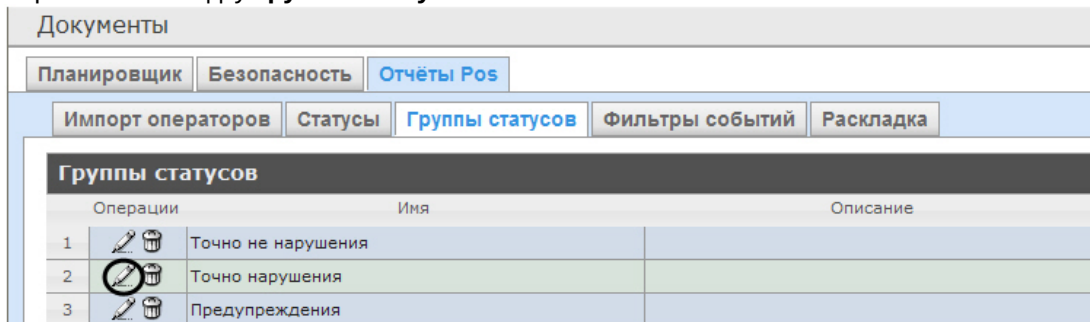 Документы
Планировщик Безопасность Отчёты Pos
Импорт операторов Статусы Группы статусов Фильтры событий Раскладка
Группы статусов
Операции Имя Описание
1 Точно не нарушения
2 Точно нарушения
3 Предупреждения